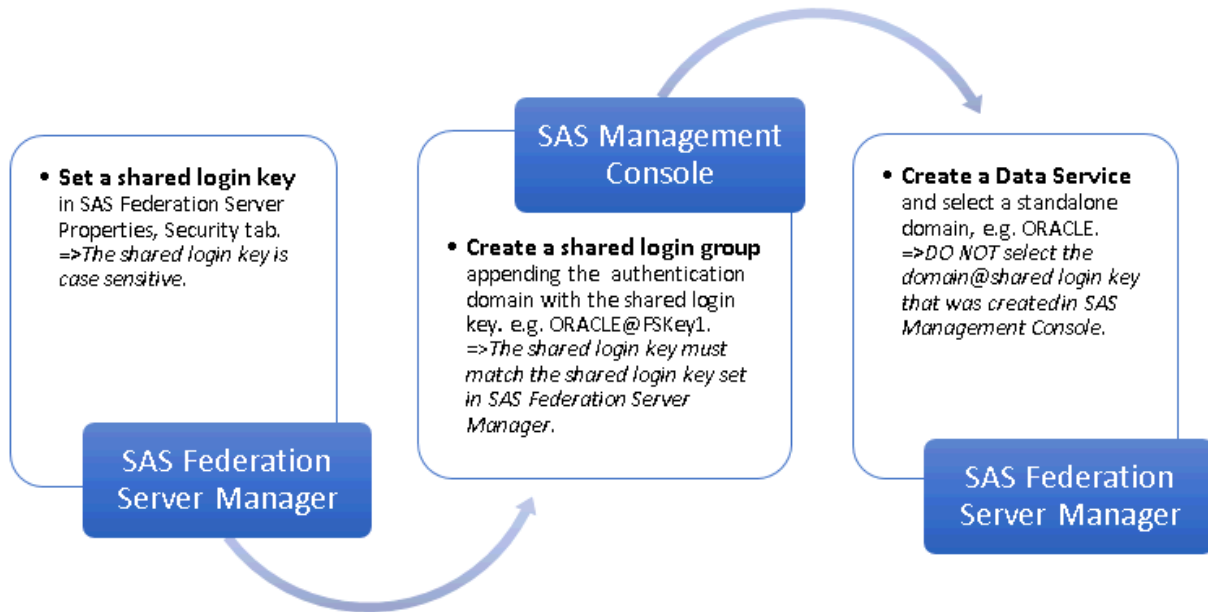 • Set a shared login key
in SAS Federation Server
Properties, Security tab.
=>The shared login key is
case sensitive.
SAS Federation
Server Manager
SAS Management
Console
• Create a shared login group
appending the authentication
domain with the shared login
key. e.g. ORACLE@FSKey1.
=>The shared login key must
match the shared login key set
in SAS Federation Server
Manager.
• Create a Data Service
and select a standalone
domain, e.g. ORACLE.
=>DO NOT select the
domain@shared login key
that was created in SAS
Management Console.
SAS Federation
Server Manager